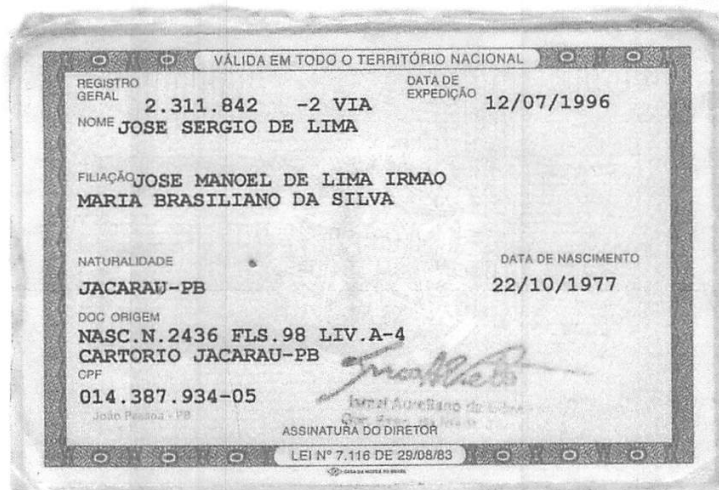 VÁLIDA EM TODO O TERRITÓRIO NACIONAL
REGISTRO GERAL 2.311.842 -2 VIA DATA DE EXPEDIÇÃO 12/07/1996
NOME JOSE SERGIO DE LIMA
FILIAÇÃO JOSE MANOEL DE LIMA IRMAO
MARIA BRASILIANO DA SILVA
NATURALIDADE DATA DE NASCIMENTO
JACARAU-PB 22/10/1977
DOC ORIGEM
NASC.N.2436 FLS.98 LIV.A-4
CARTORIO JACARAU-PB
CPF
014.387.934-05
João Pessoa - PB
ASSINATURA DO DIRETOR
LEI Nº 7.116 DE 29/08/83